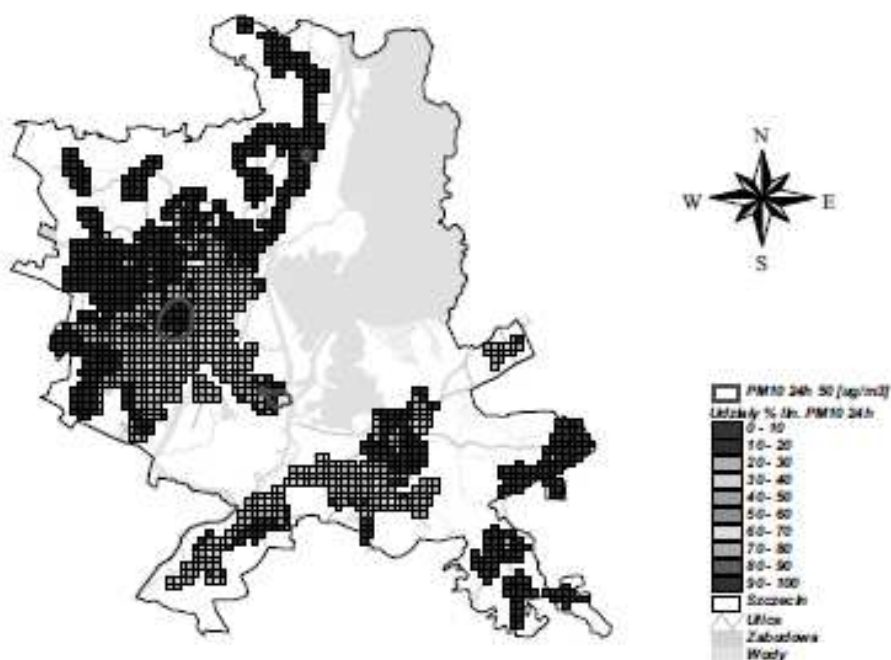 N
W E
S
PM10 24h 50 [ug/m3]
Udziały % lin. PM10 24h
0 - 10
10 - 20
20 - 30
30 - 40
40 - 50
50 - 60
60 - 70
70 - 80
80 - 90
90 - 100
Szczecin
Ulice
Zabudowa
Wody